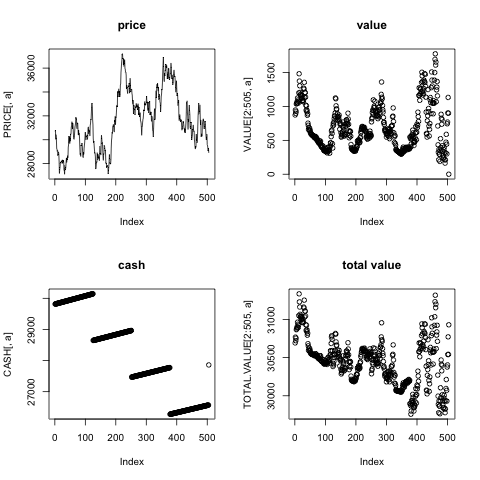 price
PRICE[, a]
28000
32000
36000
0 100 200 300 400 500
Index
value
VALUE[2:505, a]
0
500
1000
1500
0 100 200 300 400 500
Index
cash
CASH[, a]
27000
29000
0 100 200 300 400 500
Index
total value
TOTAL.VALUE[2:505, a]
30000
30500
31000
0 100 200 300 400 500
Index